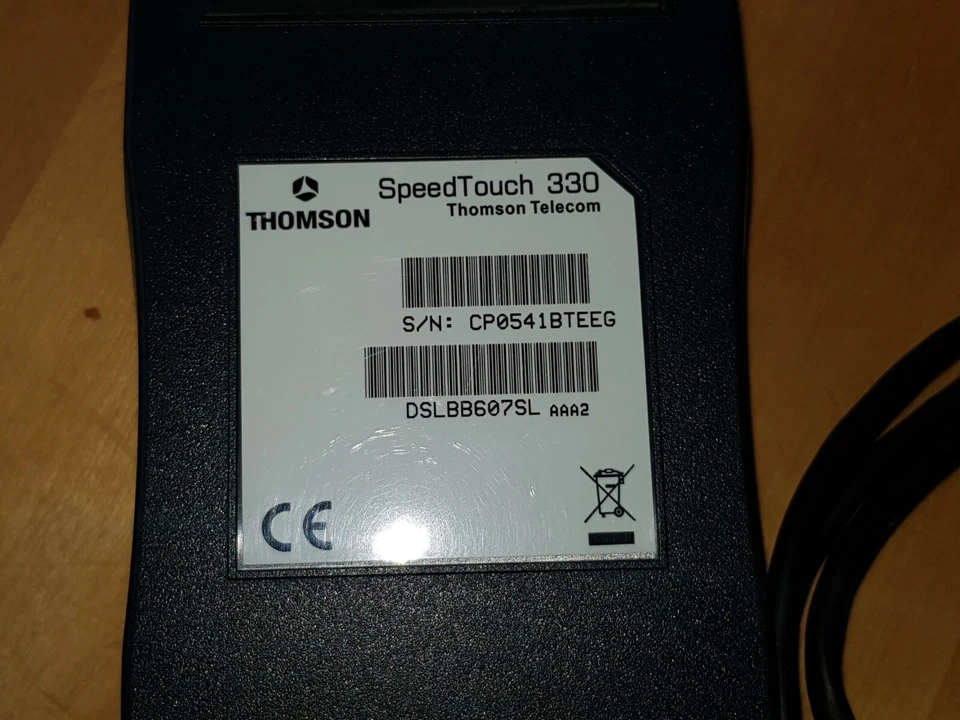 THOMSON
SpeedTouch 330
Thomson Telecom
S/N: CP0541BTEEG
DSLBB607SL AAA2
CE